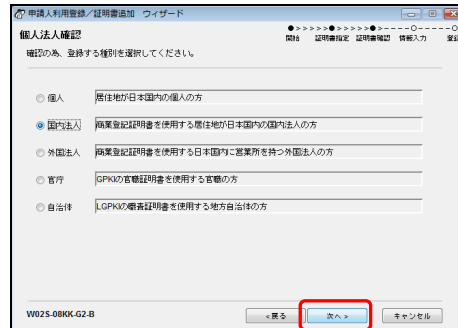 申請人利用登録／証明書追加 ウィザード
個人法人確認
●>>>>>●>>>>>●>-----○-----○
開始 証明書指定 証明書確認 情報入力 登録
確認の為、登録する種別を選択してください。
個人 居住地が日本国内の個人の方
国内法人 商業登記証明書を使用する居住地が日本国内の国内法人の方
外国法人 商業登記証明書を使用する日本国内に営業所を持つ外国法人の方
官庁 GPKIの官職証明書を使用する官職の方
自治体 LGPKIの職責証明書を使用する地方自治体の方
W02S-08KK-G2-B
<戻る 次へ> キャンセル